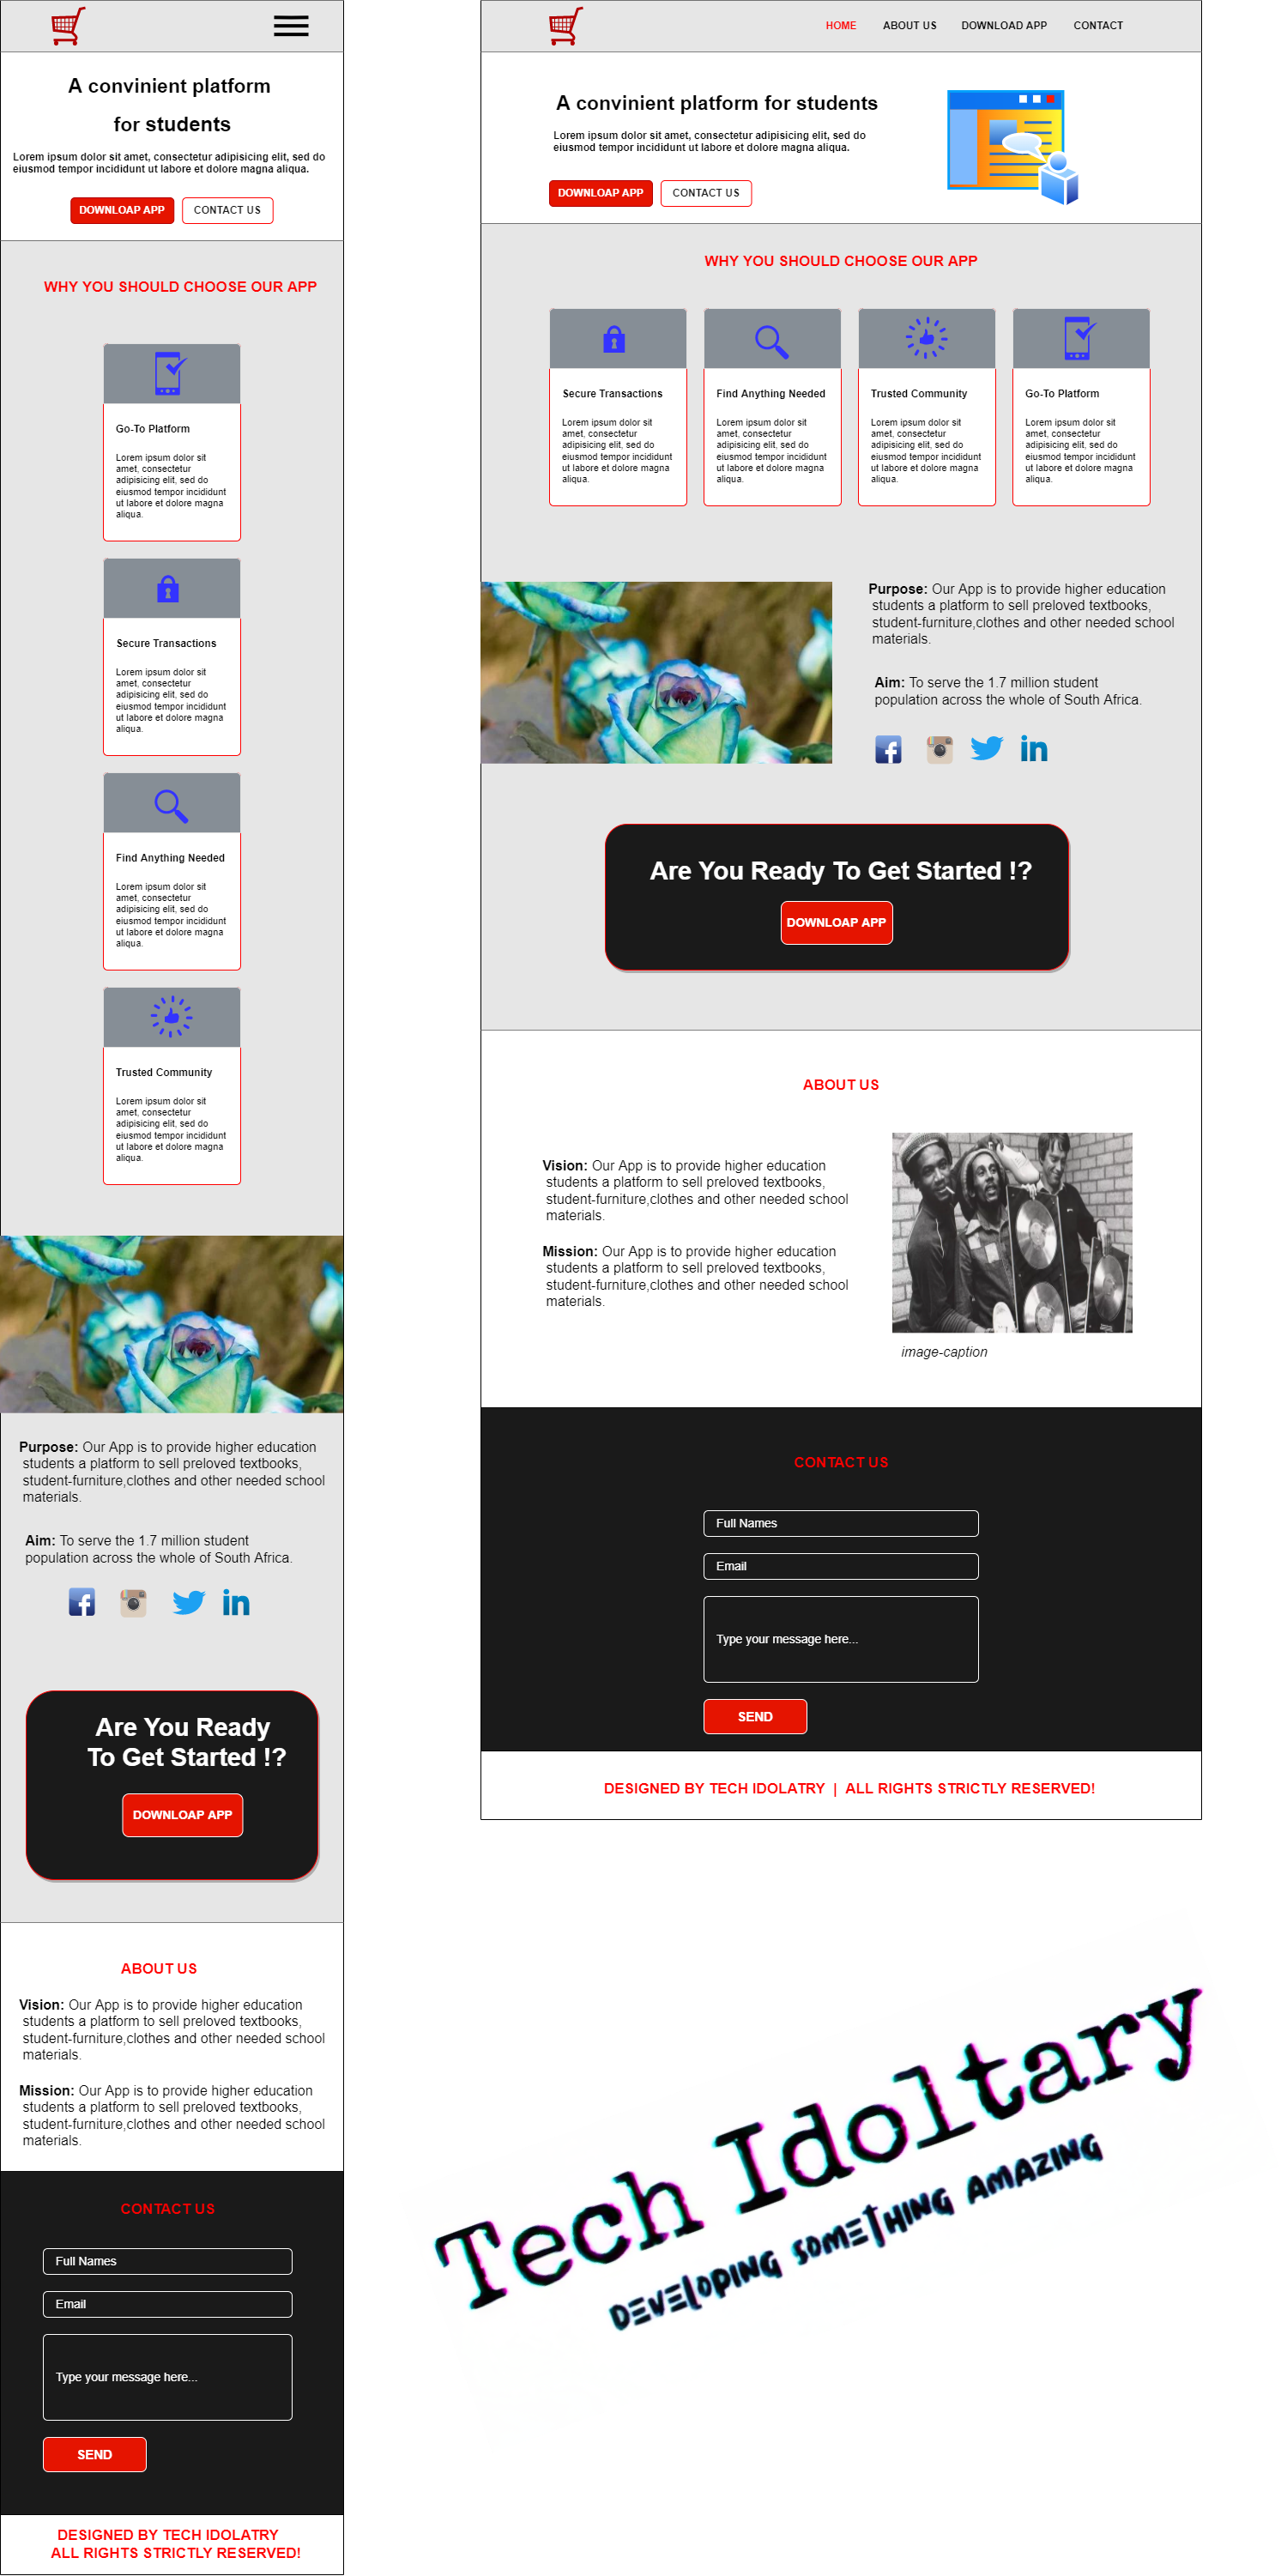 A convinient platform
for students
Lorem ipsum dolor sit amet, consectetur adipisicing elit, sed do
eiusmod tempor incididunt ut labore et dolore magna aliqua.
DOWNLOAP APP
CONTACT US
WHY YOU SHOULD CHOOSE OUR APP
Go-To Platform
Lorem ipsum dolor sit
amet, consectetur
adipisicing elit, sed do
eiusmod tempor incididunt
ut labore et dolore magna
aliqua.
Secure Transactions
Lorem ipsum dolor sit
amet, consectetur
adipisicing elit, sed do
eiusmod tempor incididunt
ut labore et dolore magna
aliqua.
Find Anything Needed
Lorem ipsum dolor sit
amet, consectetur
adipisicing elit, sed do
eiusmod tempor incididunt
ut labore et dolore magna
aliqua.
Trusted Community
Lorem ipsum dolor sit
amet, consectetur
adipisicing elit, sed do
eiusmod tempor incididunt
ut labore et dolore magna
aliqua.
Purpose: Our App is to provide higher education
students a platform to sell preloved textbooks,
student-furniture,clothes and other needed school
materials.
Aim: To serve the 1.7 million student
population across the whole of South Africa.
Are You Ready
To Get Started !?
DOWNLOAP APP
ABOUT US
Vision: Our App is to provide higher education
students a platform to sell preloved textbooks,
student-furniture,clothes and other needed school
materials.
Mission: Our App is to provide higher education
students a platform to sell preloved textbooks,
student-furniture,clothes and other needed school
materials.
CONTACT US
Full Names
Email
Type your message here...
SEND
DESIGNED BY TECH IDOLATRY
ALL RIGHTS STRICTLY RESERVED!
HOME ABOUT US DOWNLOAD APP CONTACT
A convinient platform for students
Lorem ipsum dolor sit amet, consectetur adipisicing elit, sed do
eiusmod tempor incididunt ut labore et dolore magna aliqua.
DOWNLOAP APP
CONTACT US
WHY YOU SHOULD CHOOSE OUR APP
Secure Transactions
Lorem ipsum dolor sit
amet, consectetur
adipisicing elit, sed do
eiusmod tempor incididunt
ut labore et dolore magna
aliqua.
Find Anything Needed
Lorem ipsum dolor sit
amet, consectetur
adipisicing elit, sed do
eiusmod tempor incididunt
ut labore et dolore magna
aliqua.
Trusted Community
Lorem ipsum dolor sit
amet, consectetur
adipisicing elit, sed do
eiusmod tempor incididunt
ut labore et dolore magna
aliqua.
Go-To Platform
Lorem ipsum dolor sit
amet, consectetur
adipisicing elit, sed do
eiusmod tempor incididunt
ut labore et dolore magna
aliqua.
Purpose: Our App is to provide higher education
students a platform to sell preloved textbooks,
student-furniture,clothes and other needed school
materials.
Aim: To serve the 1.7 million student
population across the whole of South Africa.
Are You Ready To Get Started !?
DOWNLOAP APP
ABOUT US
Vision: Our App is to provide higher education
students a platform to sell preloved textbooks,
student-furniture,clothes and other needed school
materials.
Mission: Our App is to provide higher education
students a platform to sell preloved textbooks,
student-furniture,clothes and other needed school
materials.
image-caption
CONTACT US
Full Names
Email
Type your message here...
SEND
DESIGNED BY TECH IDOLATRY | ALL RIGHTS STRICTLY RESERVED!
Tech Idoltary
DEVELOPING SOMETHING AMAZING